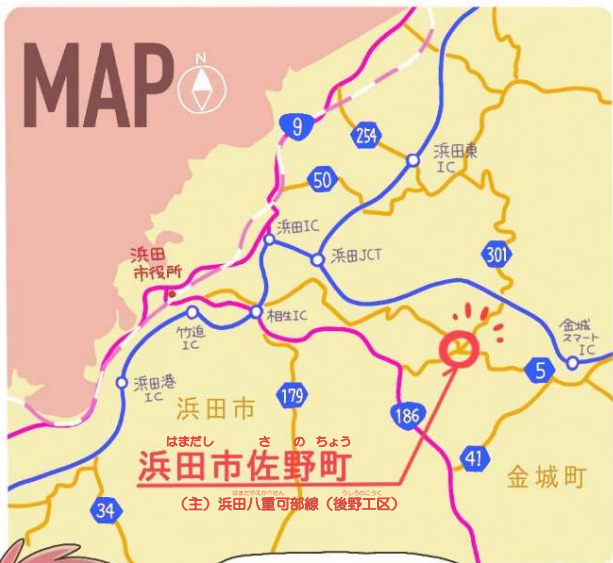 MAP
N
9
254
浜田東
IC
50
浜田IC
浜田JCT
301
浜田
市役所
竹迫
IC
相生IC
金城
スマート
IC
浜田港
IC
5
浜田市
179
186
はまだし さ の ちょう
浜田市佐野町
はまだやえかべせん うしろのこうく
(主)浜田八重可部線(後野工区)
41
金城町
34